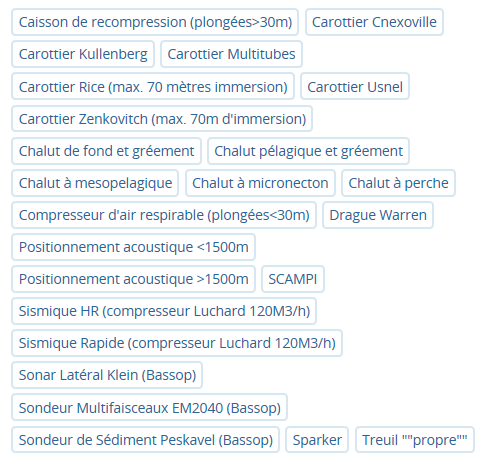 Caisson de recompression (plongées>30m) Carottier Cnexoville
Carottier Kullenberg Carottier Multitubes
Carottier Rice (max. 70 mètres immersion) Carottier Usnel
Carottier Zenkovitch (max. 70m d'immersion)
Chalut de fond et gréement Chalut pélagique et gréement
Chalut à mesopelagique Chalut à micronecton Chalut à perche
Compresseur d'air respirable (plongées<30m) Drague Warren
Positionnement acoustique <1500m
Positionnement acoustique >1500m SCAMPI
Sismique HR (compresseur Luchard 120M3/h)
Sismique Rapide (compresseur Luchard 120M3/h)
Sonar Latéral Klein (Bassop)
Sondeur Multifaisceaux EM2040 (Bassop)
Sondeur de Sédiment Peskavel (Bassop) Sparker Treuil ""propre""